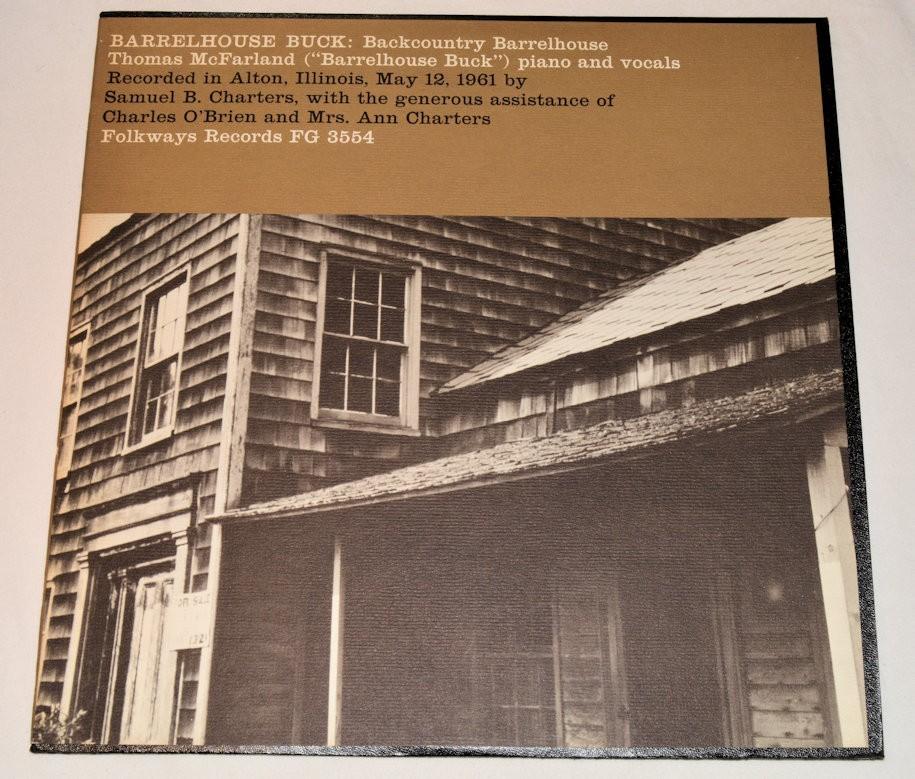 BARRELHOUSE BUCK: Backcountry Barrelhouse
Thomas McFarland ("Barrelhouse Buck") piano and vocals
Recorded in Alton, Illinois, May 12, 1961 by
Samuel B. Charters, with the generous assistance of
Charles O'Brien and Mrs. Ann Charters
Folkways Records FG 3554